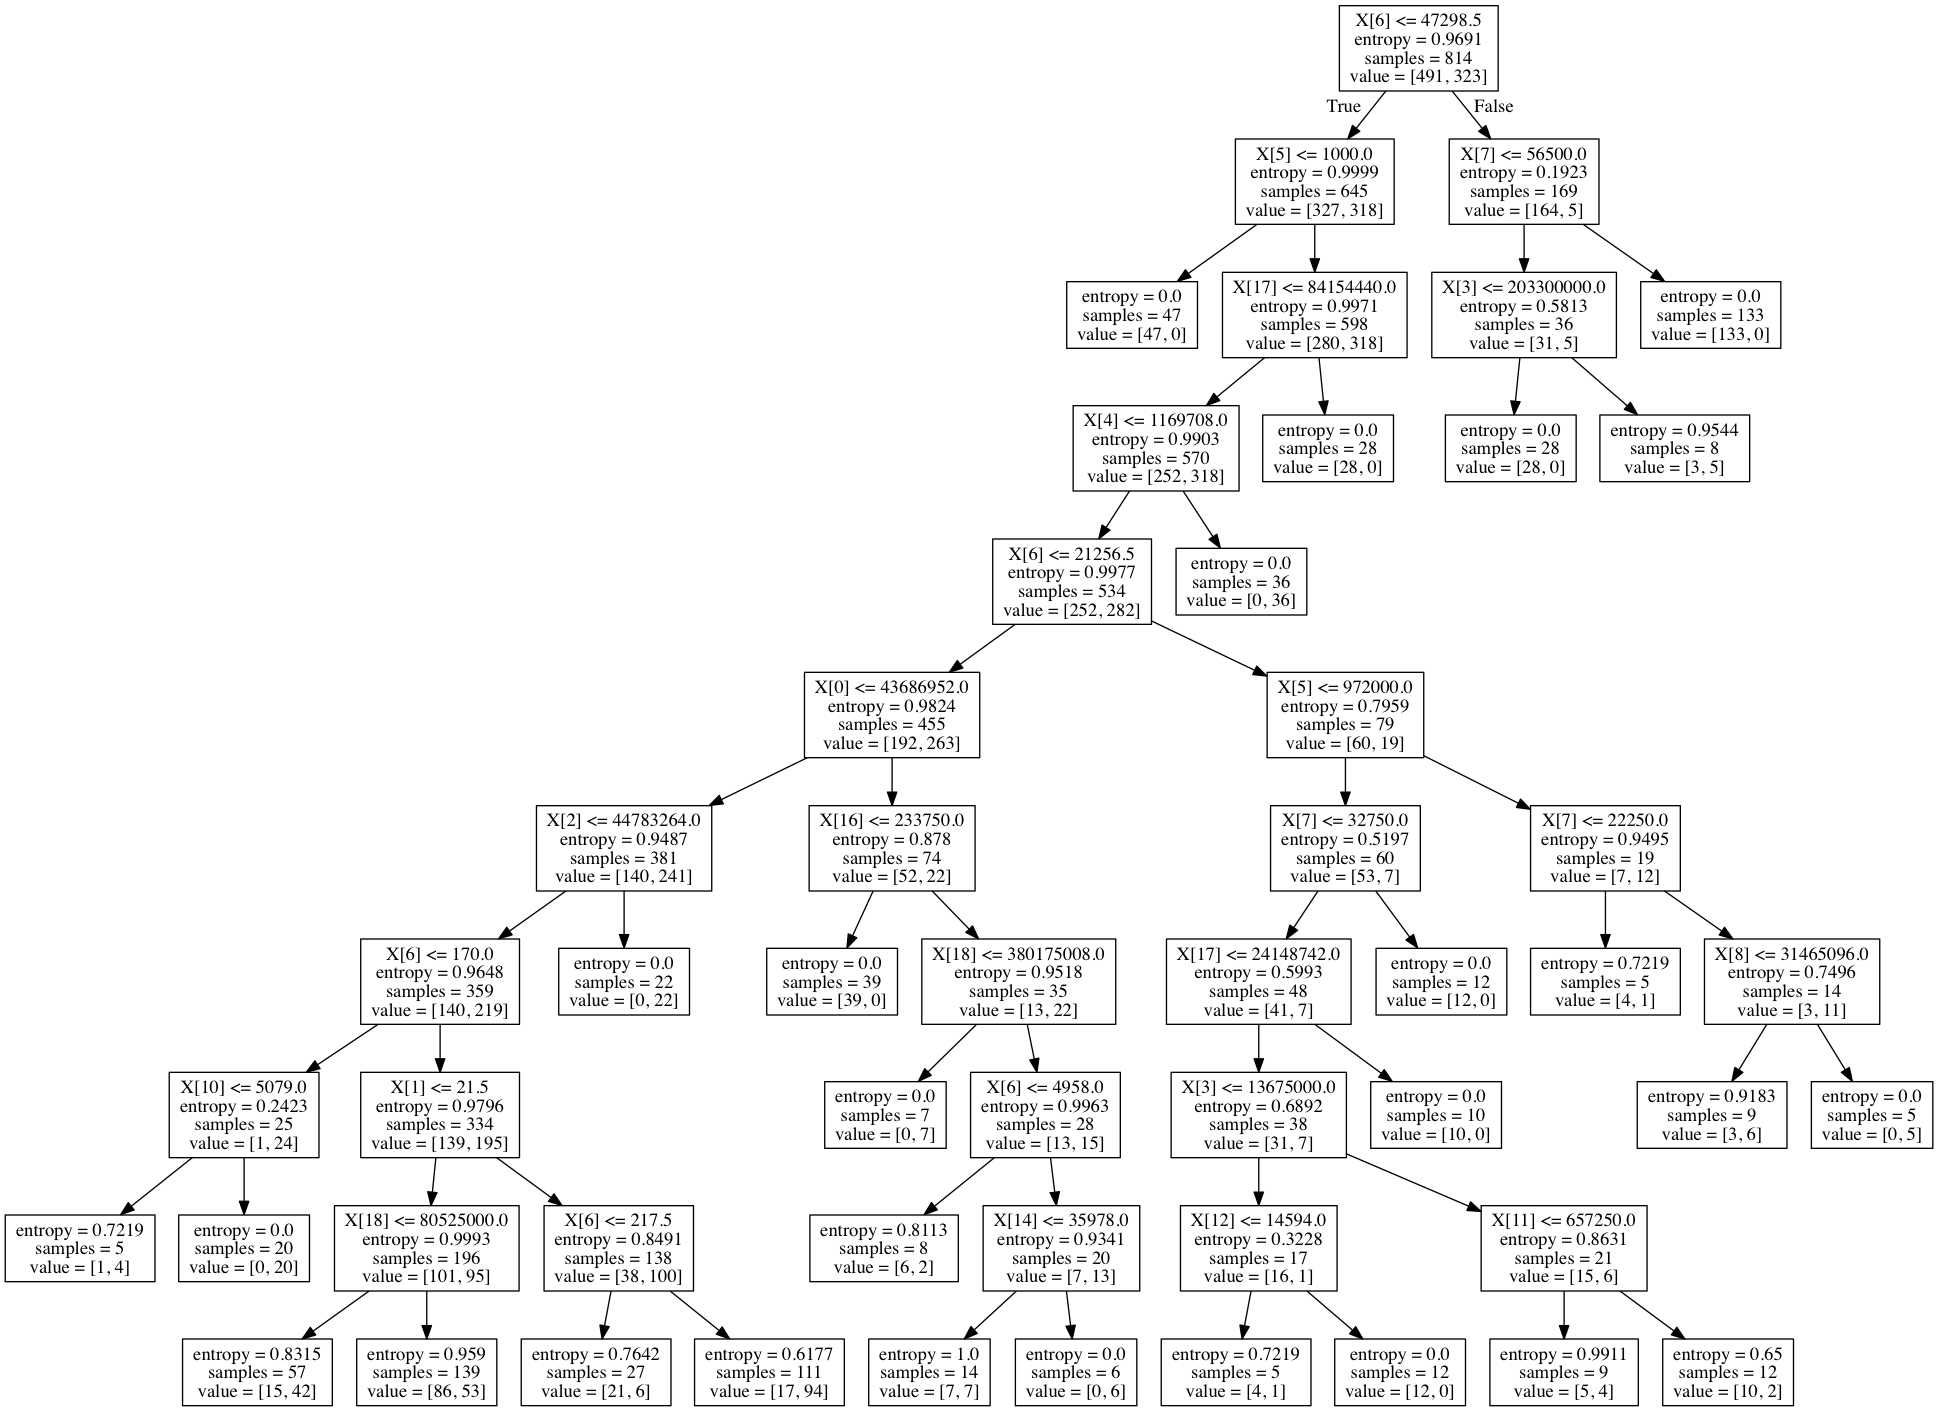 X[6] <= 47298.5
entropy = 0.9691
samples = 814
value = [491, 323]
True
False
X[5] <= 1000.0
entropy = 0.9999
samples = 645
value = [327, 318]
X[7] <= 56500.0
entropy = 0.1923
samples = 169
value = [164, 5]
entropy = 0.0
samples = 47
value = [47, 0]
X[17] <= 84154440.0
entropy = 0.9971
samples = 598
value = [280, 318]
X[3] <= 203300000.0
entropy = 0.5813
samples = 36
value = [31, 5]
entropy = 0.0
samples = 133
value = [133, 0]
X[4] <= 1169708.0
entropy = 0.9903
samples = 570
value = [252, 318]
entropy = 0.0
samples = 28
value = [28, 0]
entropy = 0.0
samples = 28
value = [28, 0]
entropy = 0.9544
samples = 8
value = [3, 5]
X[6] <= 21256.5
entropy = 0.9977
samples = 534
value = [252, 282]
entropy = 0.0
samples = 36
value = [0, 36]
X[0] <= 43686952.0
entropy = 0.9824
samples = 455
value = [192, 263]
X[5] <= 972000.0
entropy = 0.7959
samples = 79
value = [60, 19]
X[2] <= 44783264.0
entropy = 0.9487
samples = 381
value = [140, 241]
X[16] <= 233750.0
entropy = 0.878
samples = 74
value = [52, 22]
X[7] <= 32750.0
entropy = 0.5197
samples = 60
value = [53, 7]
X[7] <= 22250.0
entropy = 0.9495
samples = 19
value = [7, 12]
X[6] <= 170.0
entropy = 0.9648
samples = 359
value = [140, 219]
entropy = 0.0
samples = 22
value = [0, 22]
entropy = 0.0
samples = 39
value = [39, 0]
X[18] <= 380175008.0
entropy = 0.9518
samples = 35
value = [13, 22]
X[17] <= 24148742.0
entropy = 0.5993
samples = 48
value = [41, 7]
entropy = 0.0
samples = 12
value = [12, 0]
entropy = 0.7219
samples = 5
value = [4, 1]
X[8] <= 31465096.0
entropy = 0.7496
samples = 14
value = [3, 11]
X[10] <= 5079.0
entropy = 0.2423
samples = 25
value = [1, 24]
X[1] <= 21.5
entropy = 0.9796
samples = 334
value = [139, 195]
entropy = 0.0
samples = 7
value = [0, 7]
X[6] <= 4958.0
entropy = 0.9963
samples = 28
value = [13, 15]
X[3] <= 13675000.0
entropy = 0.6892
samples = 38
value = [31, 7]
entropy = 0.0
samples = 10
value = [10, 0]
entropy = 0.9183
samples = 9
value = [3, 6]
entropy = 0.0
samples = 5
value = [0, 5]
entropy = 0.7219
samples = 5
value = [1, 4]
entropy = 0.0
samples = 20
value = [0, 20]
X[18] <= 80525000.0
entropy = 0.9993
samples = 196
value = [101, 95]
X[6] <= 217.5
entropy = 0.8491
samples = 138
value = [38, 100]
entropy = 0.8113
samples = 8
value = [6, 2]
X[14] <= 35978.0
entropy = 0.9341
samples = 20
value = [7, 13]
X[12] <= 14594.0
entropy = 0.3228
samples = 17
value = [16, 1]
X[11] <= 657250.0
entropy = 0.8631
samples = 21
value = [15, 6]
entropy = 0.8315
samples = 57
value = [15, 42]
entropy = 0.959
samples = 139
value = [86, 53]
entropy = 0.7642
samples = 27
value = [21, 6]
entropy = 0.6177
samples = 111
value = [17, 94]
entropy = 1.0
samples = 14
value = [7, 7]
entropy = 0.0
samples = 6
value = [0, 6]
entropy = 0.7219
samples = 5
value = [4, 1]
entropy = 0.0
samples = 12
value = [12, 0]
entropy = 0.9911
samples = 9
value = [5, 4]
entropy = 0.65
samples = 12
value = [10, 2]